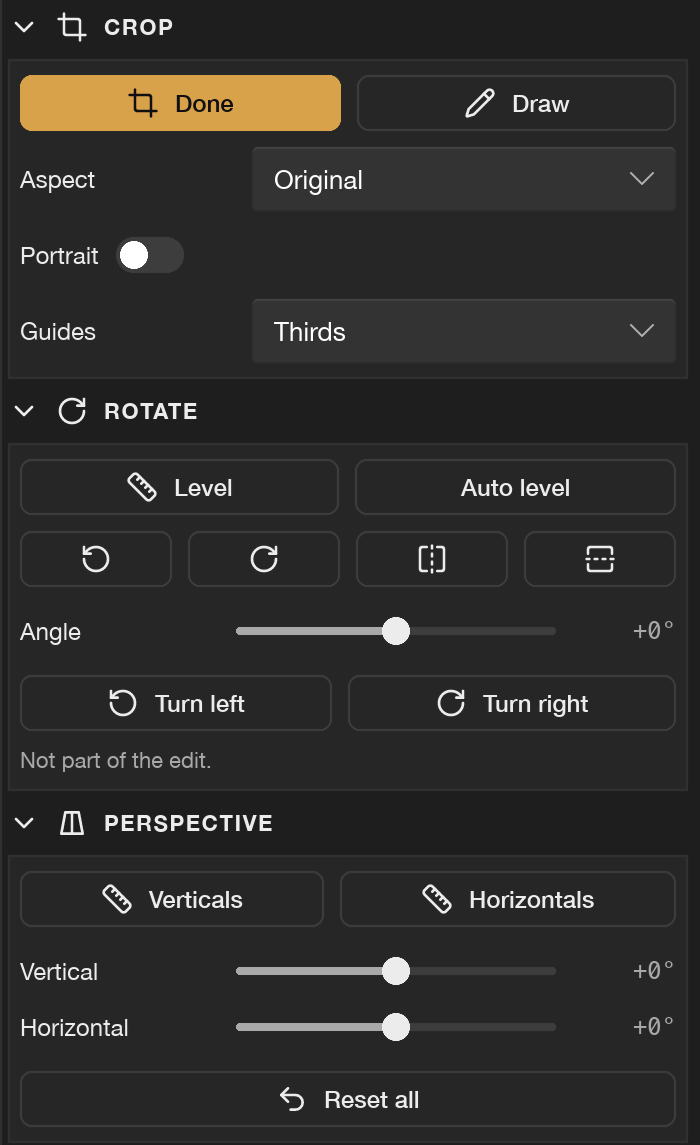 CROP
Done
Draw
Aspect
Original
Portrait
Guides
Thirds
ROTATE
Level
Auto level
Angle
+0°
Turn left
Turn right
Not part of the edit.
PERSPECTIVE
Verticals
Horizontals
Vertical
+0°
Horizontal
+0°
Reset all